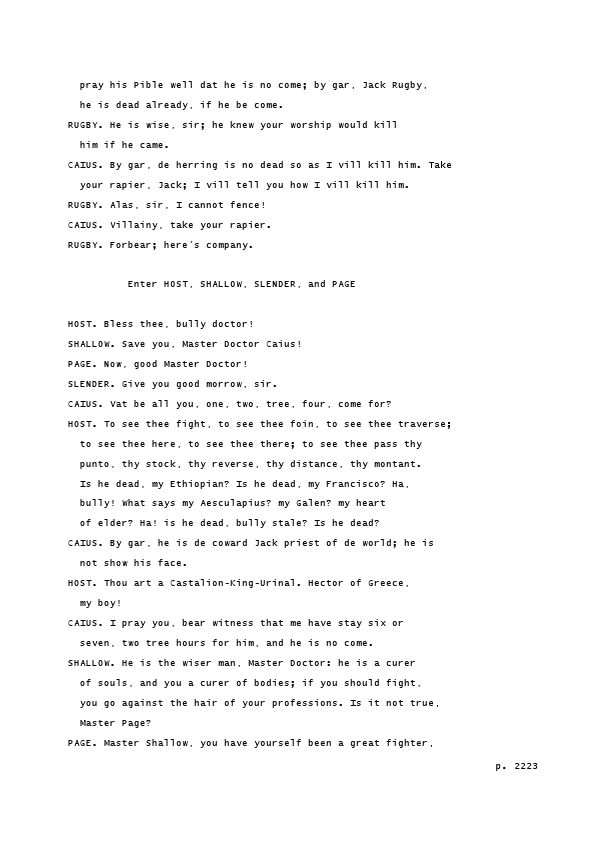 pray his Pible well dat he is no come; by gar, Jack Rugby,
he is dead already, if he be come.
RUGBY. He is wise, sir; he knew your worship would kill
him if he came.
CAIUS. By gar, de herring is no dead so as I vill kill him. Take
your rapier, Jack; I vill tell you how I vill kill him.
RUGBY. Alas, sir, I cannot fence!
CAIUS. Villainy, take your rapier.
RUGBY. Forbear; here's company.
Enter HOST, SHALLOW, SLENDER, and PAGE
HOST. Bless thee, bully doctor!
SHALLOW. Save you, Master Doctor Caius!
PAGE. Now, good Master Doctor!
SLENDER. Give you good morrow, sir.
CAIUS. Vat be all you, one, two, tree, four, come for?
HOST. To see thee fight, to see thee foin, to see thee traverse;
to see thee here, to see thee there; to see thee pass thy
punto, thy stock, thy reverse, thy distance, thy montant.
Is he dead, my Ethiopian? Is he dead, my Francisco? Ha,
bully! What says my Aesculapius? my Galen? my heart
of elder? Ha! is he dead, bully stale? Is he dead?
CAIUS. By gar, he is de coward Jack priest of de world; he is
not show his face.
HOST. Thou art a Castalion-King-Urinal. Hector of Greece,
my boy!
CAIUS. I pray you, bear witness that me have stay six or
seven, two tree hours for him, and he is no come.
SHALLOW. He is the wiser man, Master Doctor: he is a curer
of souls, and you a curer of bodies; if you should fight,
you go against the hair of your professions. Is it not true,
Master Page?
PAGE. Master Shallow, you have yourself been a great fighter,
p. 2223